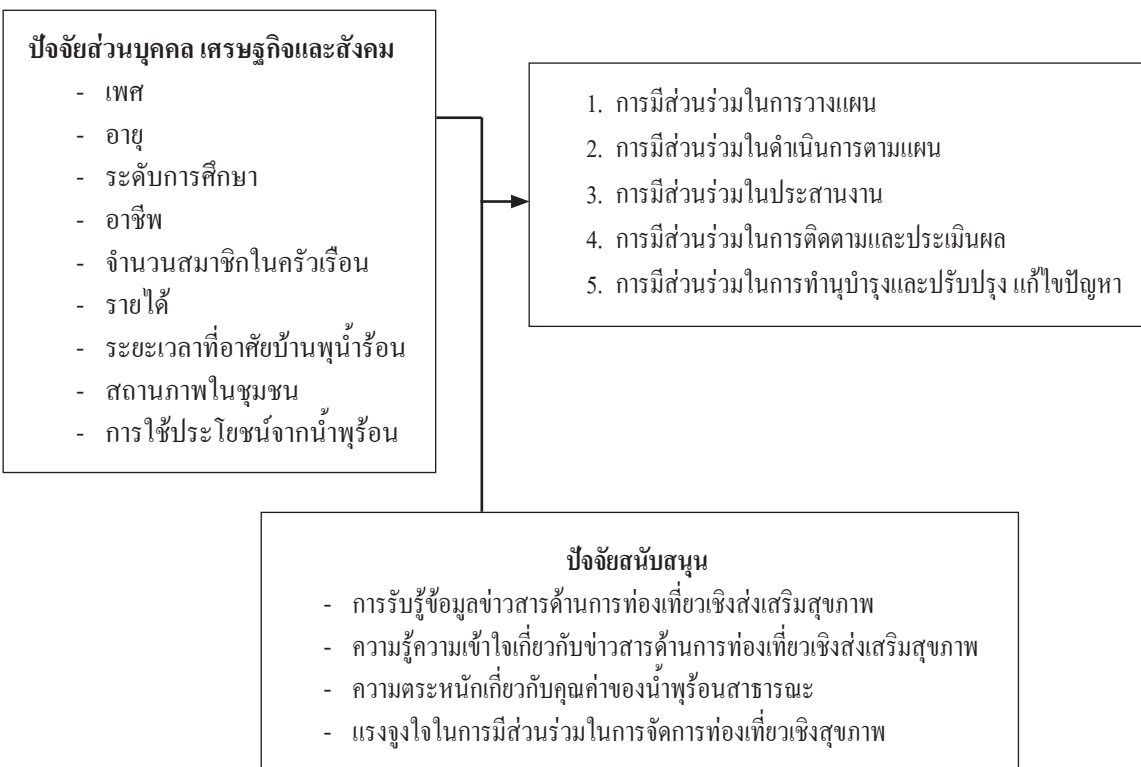 ปัจจัยส่วนบุคคล เศรษฐกิจและสังคม
- เพศ
- อายุ
- ระดับการศึกษา
- อาชีพ
- จำนวนสมาชิกในครัวเรือน
- รายได้
- ระยะเวลาที่อาศัยบ้านพุน้ำร้อน
- สถานภาพในชุมชน
- การใช้ประโยชน์จากน้ำพุร้อน
1. การมีส่วนร่วมในการวางแผน
2. การมีส่วนร่วมในดำเนินการตามแผน
3. การมีส่วนร่วมในประสานงาน
4. การมีส่วนร่วมในการติดตามและประเมินผล
5. การมีส่วนร่วมในการทำนุบำรุงและปรับปรุง แก้ไขปัญหา
ปัจจัยสนับสนุน
- การรับรู้ข้อมูลข่าวสารด้านการท่องเที่ยวเชิงส่งเสริมสุขภาพ
- ความรู้ความเข้าใจเกี่ยวกับข่าวสารด้านการท่องเที่ยวเชิงส่งเสริมสุขภาพ
- ความตระหนักเกี่ยวกับคุณค่าของน้ำพุร้อนสาธารณะ
- แรงจูงใจในการมีส่วนร่วมในการจัดการท่องเที่ยวเชิงสุขภาพ